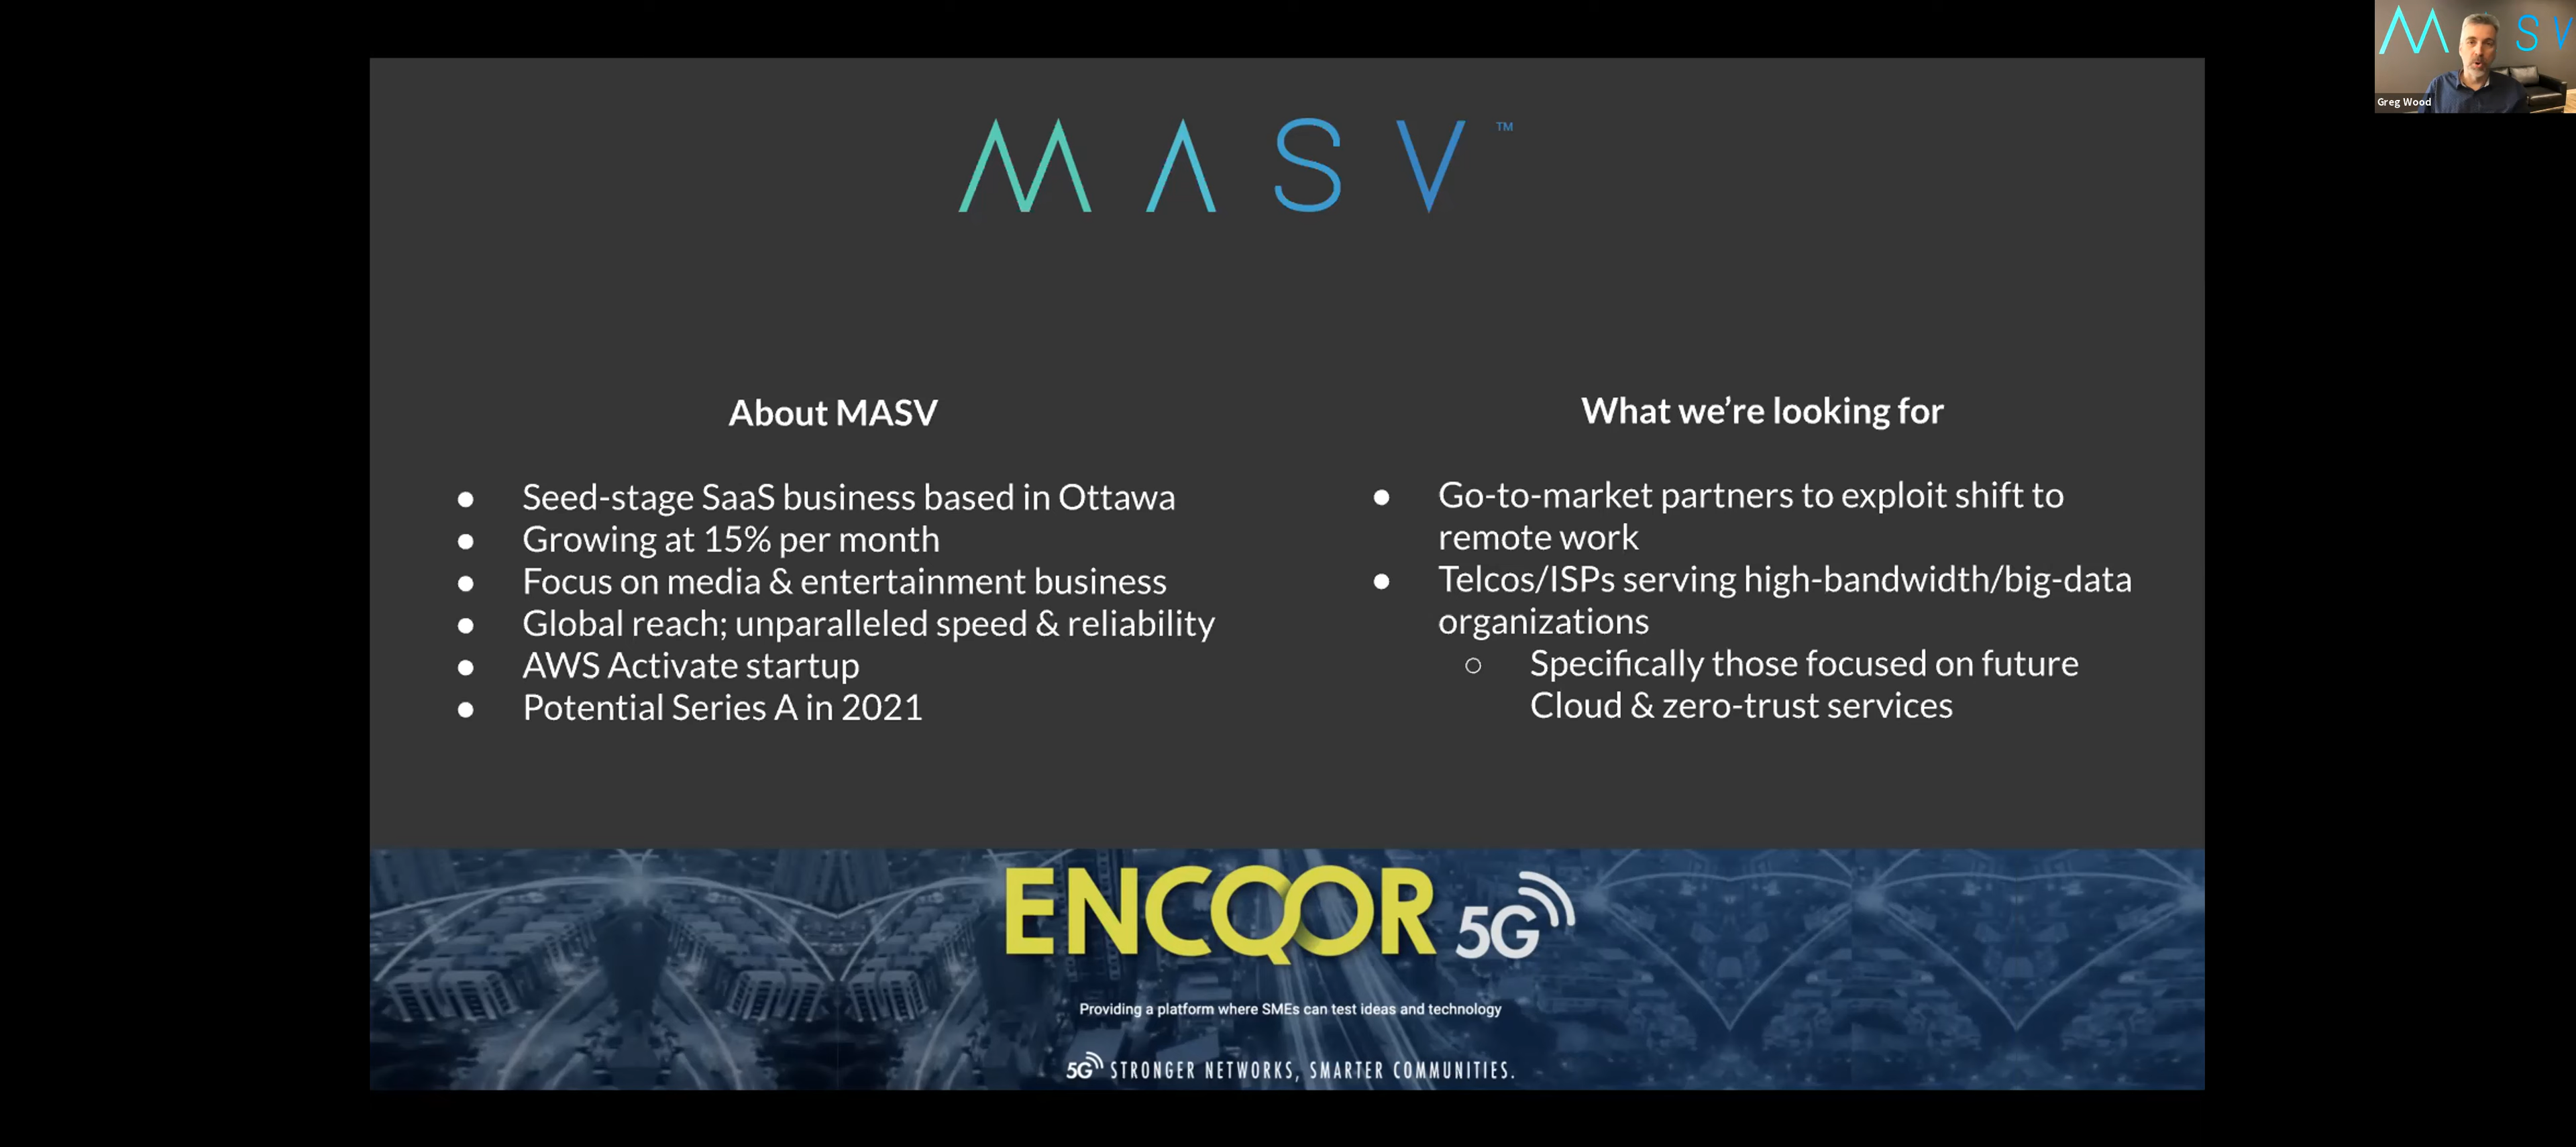 MASV™
About MASV
Seed-stage SaaS business based in Ottawa
Growing at 15% per month
Focus on media & entertainment business
Global reach; unparalleled speed & reliability
AWS Activate startup
Potential Series A in 2021
What we're looking for
Go-to-market partners to exploit shift to
remote work
Telcos/ISPs serving high-bandwidth/big-data
organizations
Specifically those focused on future
Cloud & zero-trust services
ENCQOR 5G
Providing a platform where SMEs can test ideas and technology
5G STRONGER NETWORKS, SMARTER COMMUNITIES.
M S V
Greg Wood